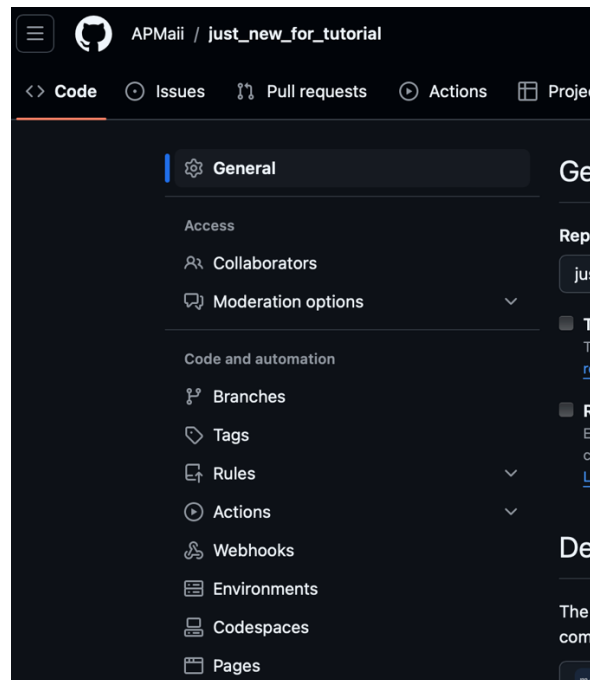 APMaii / just_new_for_tutorial
Code Issues Pull requests Actions
General
Access
Collaborators
Moderation options
Code and automation
Branches
Tags
Rules
Actions
Webhooks
Environments
Codespaces
Pages
The